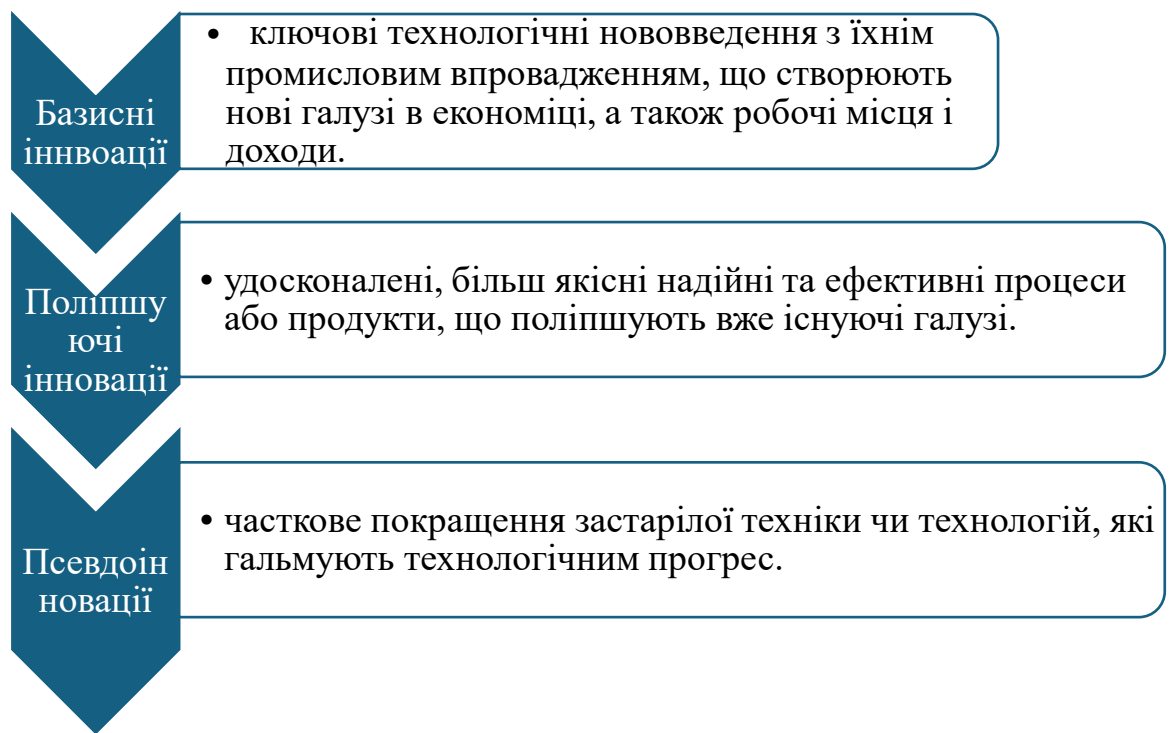 Базисні
іннвоації
• ключові технологічні нововведення з їхнім
промисловим впровадженням, що створюють
нові галузі в економіці, а також робочі місця і
доходи.
Поліпшу
ючі
інновації
• удосконалені, більш якісні надійні та ефективні процеси
або продукти, що поліпшують вже існуючі галузі.
Псевдоін
новації
• часткове покращення застарілої техніки чи технологій, які
гальмують технологічним прогрес.